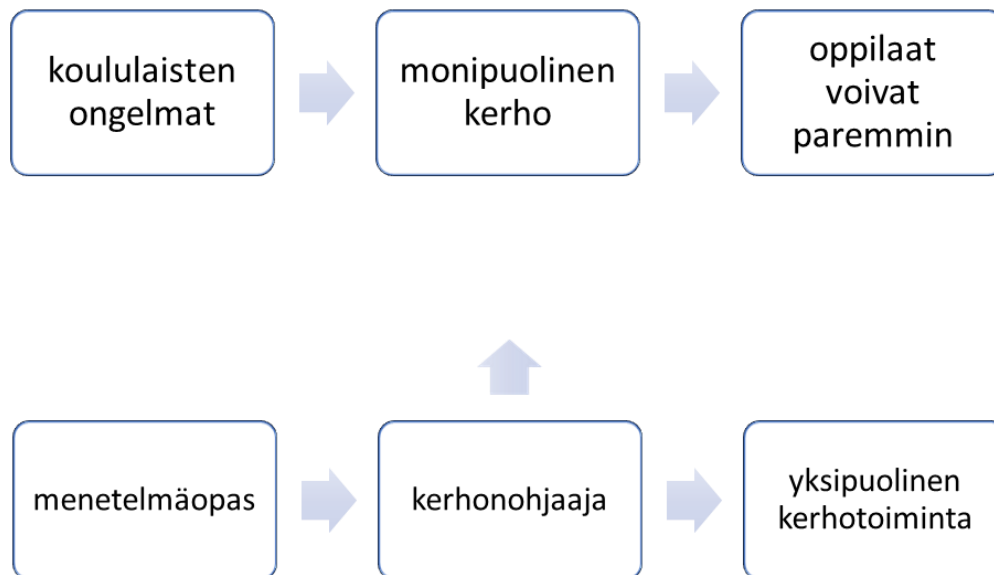 koululaisten
ongelmat
monipuolinen
kerho
oppilaat
voivat
paremmin
menetelmäopas
kerhonohjaaja
yksipuolinen
kerhotoiminta